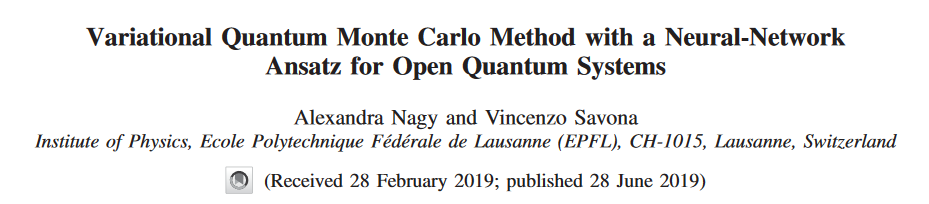 Variational Quantum Monte Carlo Method with a Neural-Network
Ansatz for Open Quantum Systems
Alexandra Nagy and Vincenzo Savona
Institute of Physics, Ecole Polytechnique Fédérale de Lausanne (EPFL), CH-1015, Lausanne, Switzerland
(Received 28 February 2019; published 28 June 2019)